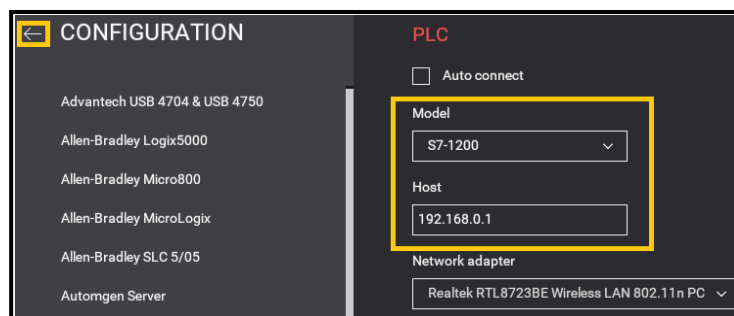 CONFIGURATION
Advantech USB 4704 & USB 4750
Allen-Bradley Logix5000
Allen-Bradley Micro800
Allen-Bradley MicroLogix
Allen-Bradley SLC 5/05
Automgen Server
PLC
Auto connect
Model
S7-1200
Host
192.168.0.1
Network adapter
Realtek RTL8723BE Wireless LAN 802.11n PC